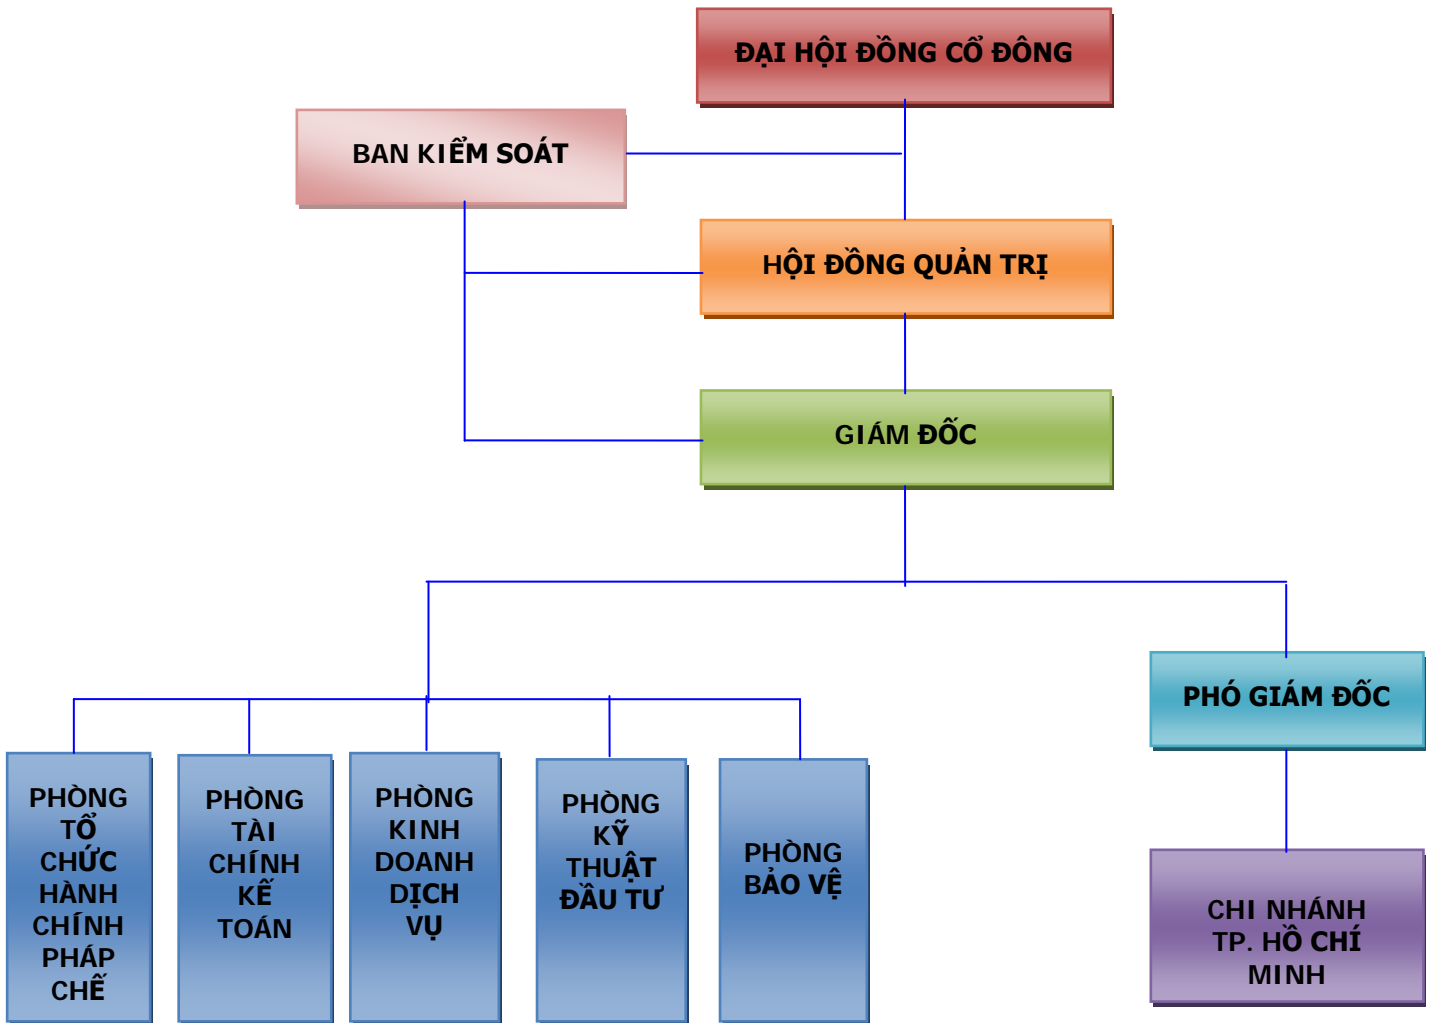 ĐẠI HỘI ĐỒNG CỔ ĐÔNG
BAN KIỂM SOÁT
HỘI ĐỒNG QUẢN TRỊ
GIÁM ĐỐC
PHÓ GIÁM ĐỐC
PHÒNG
TỔ
CHỨC
HÀNH
CHÍNH
PHÁP
CHẾ
PHÒNG
TÀI
CHÍNH
KẾ
TOÁN
PHÒNG
KINH
DOANH
DỊCH
VỤ
PHÒNG
KỸ
THUẬT
ĐẦU TƯ
PHÒNG
BẢO VỆ
CHI NHÁNH
TP. HỒ CHÍ
MINH